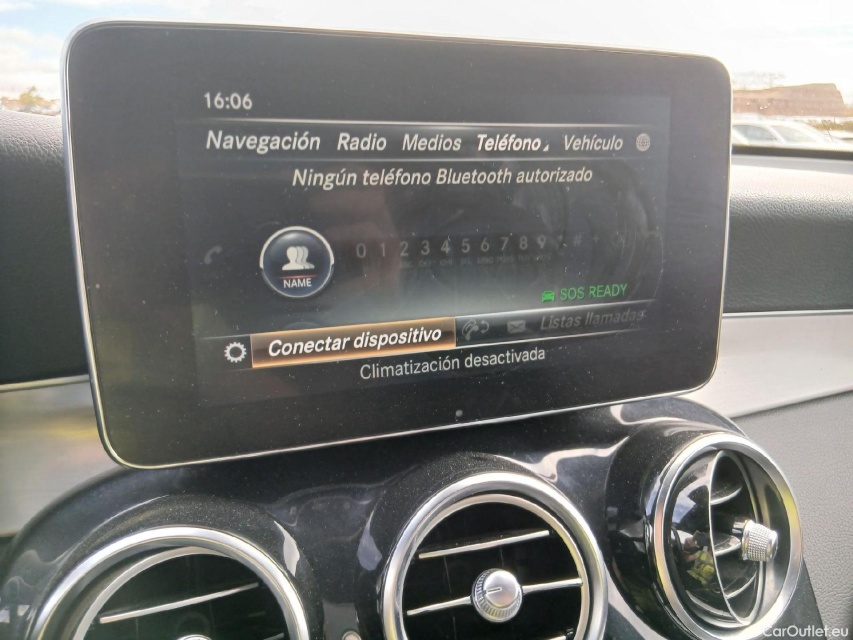 16:06
Navegación Radio Medios Teléfono Vehículo
Ningún teléfono Bluetooth autorizado
0 1 2 3 4 5 6 7 8 9 * # +
NAME
SOS READY
Conectar dispositivo Listas llamadas
Climatización desactivada
CarOutlet.eu